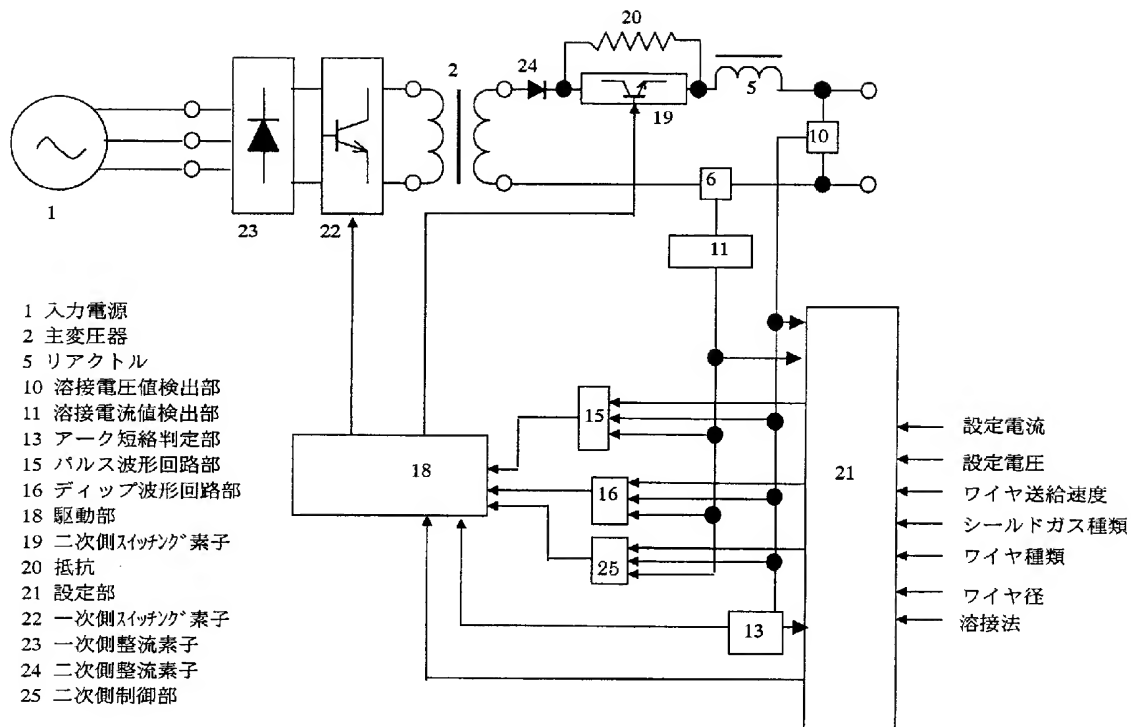 20
2
24
5
19
10
1
23
22
6
11
1 入力電源
2 主変圧器
5 リアクトル
10 溶接電圧値検出部
11 溶接電流値検出部
13 アーク短絡判定部
15 パルス波形回路部
16 ディップ波形回路部
18 駆動部
19 二次側スイッチング素子
20 抵抗
21 設定部
22 一次側スイッチング素子
23 一次側整流素子
24 二次側整流素子
25 二次側制御部
15
18
16
25
13
21
設定電流
設定電圧
ワイヤ送給速度
シールドガス種類
ワイヤ種類
ワイヤ径
溶接法